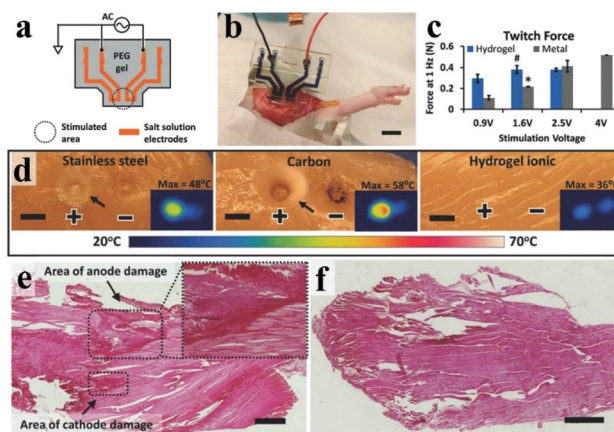 a
AC
PEG
gel
Stimulated
area
Salt solution
electrodes
b
c
Twitch Force
Hydrogel
Metal
Force at 1 Hz (N)
0.6
0.4
0.2
0
#
*
0.9V
1.6V
2.5V
4V
Stimulation Voltage
d
Stainless steel
Max = 48°C
+
−
Carbon
Max = 58°C
+
−
Hydrogel ionic
Max = 36°C
+
−
20°C
70°C
e
Area of anode damage
Area of cathode damage
f